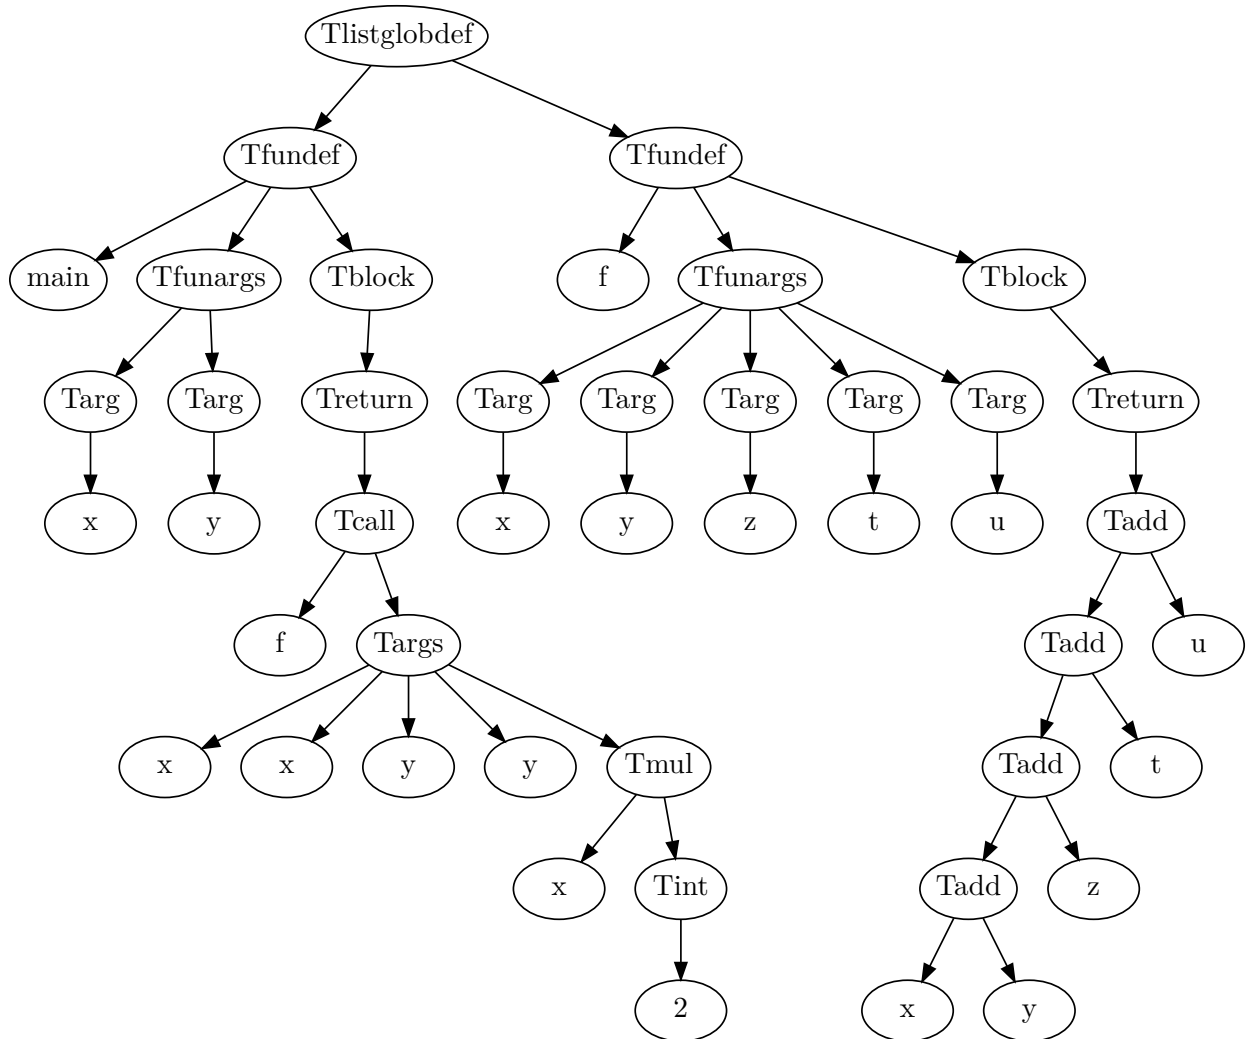 Tlistglobdef
Tfundef Tfundef
main Tfunargs Tblock f Tfunargs Tblock
Targ Targ Treturn Targ Targ Targ Targ Targ Treturn
x y Tcall x y z t u Tadd
f Targs Tadd u
x x y y Tmul Tadd t
x Tint Tadd z
2 x y